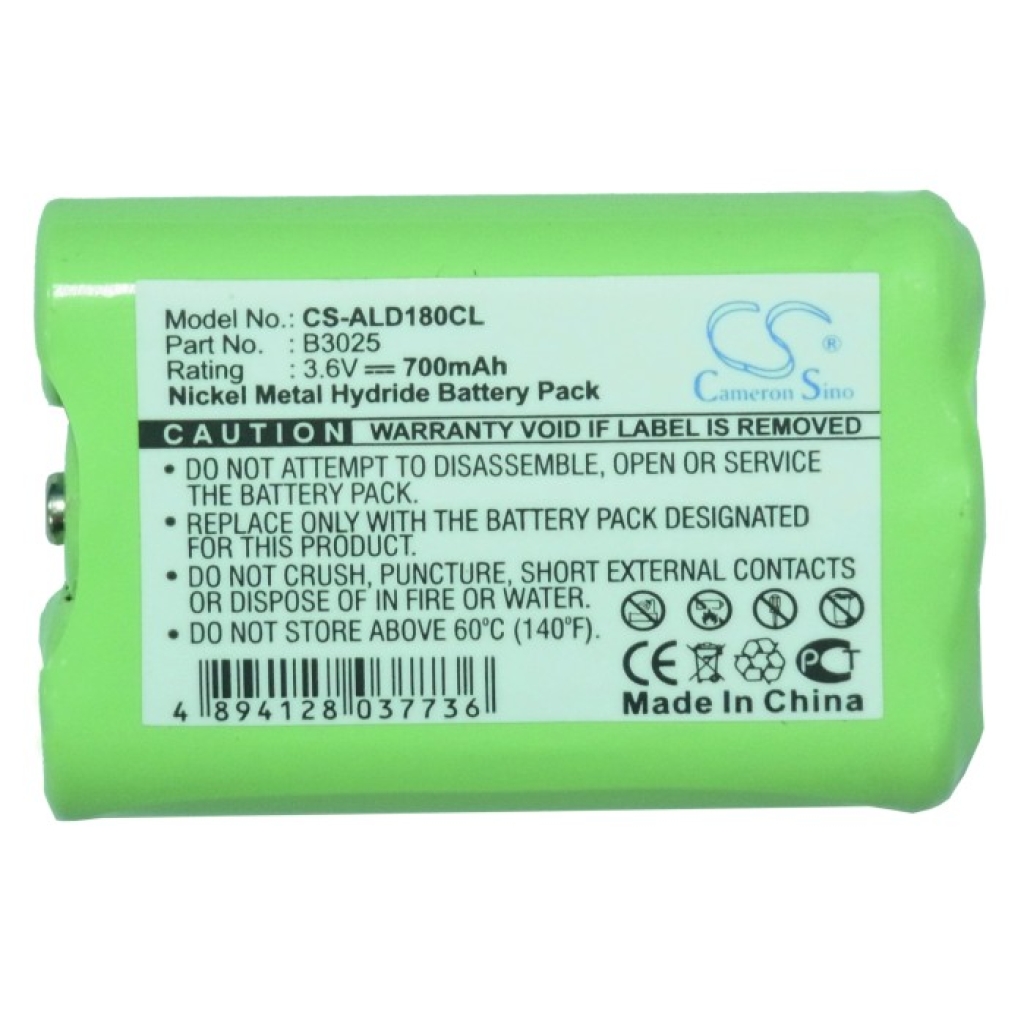 Model No.: CS-ALD180CL
Part No. : B3025
Rating : 3.6V 700mAh
Nickel Metal Hydride Battery Pack
CS ®
Cameron Sino
CAUTION WARRANTY VOID IF LABEL IS REMOVED
• DO NOT ATTEMPT TO DISASSEMBLE, OPEN OR SERVICE
THE BATTERY PACK.
• REPLACE ONLY WITH THE BATTERY PACK DESIGNATED
FOR THIS PRODUCT.
• DO NOT CRUSH, PUNCTURE, SHORT EXTERNAL CONTACTS
OR DISPOSE OF IN FIRE OR WATER.
• DO NOT STORE ABOVE 60°C (140°F).
CE PCT
4 894128 037736
Made In China